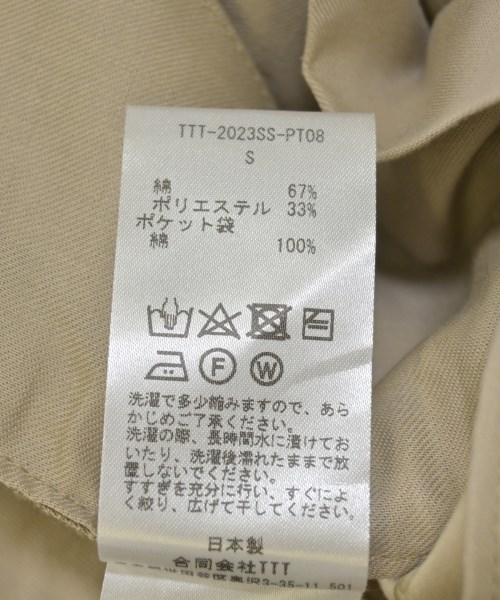 TTT-2023SS-PT08
S
綿 67%
ポリエステル 33%
ポケット袋
綿 100%
F W
洗濯で多少縮みますので、あら
かじめご了承ください。
洗濯の際、長時間水に漬けてお
いたり、洗濯後濡れたままで放
置しないでください。
すすぎを充分に行い、すぐによ
く絞り、広げて干してください。
日本製
合同会社TTT
3-35-11 501